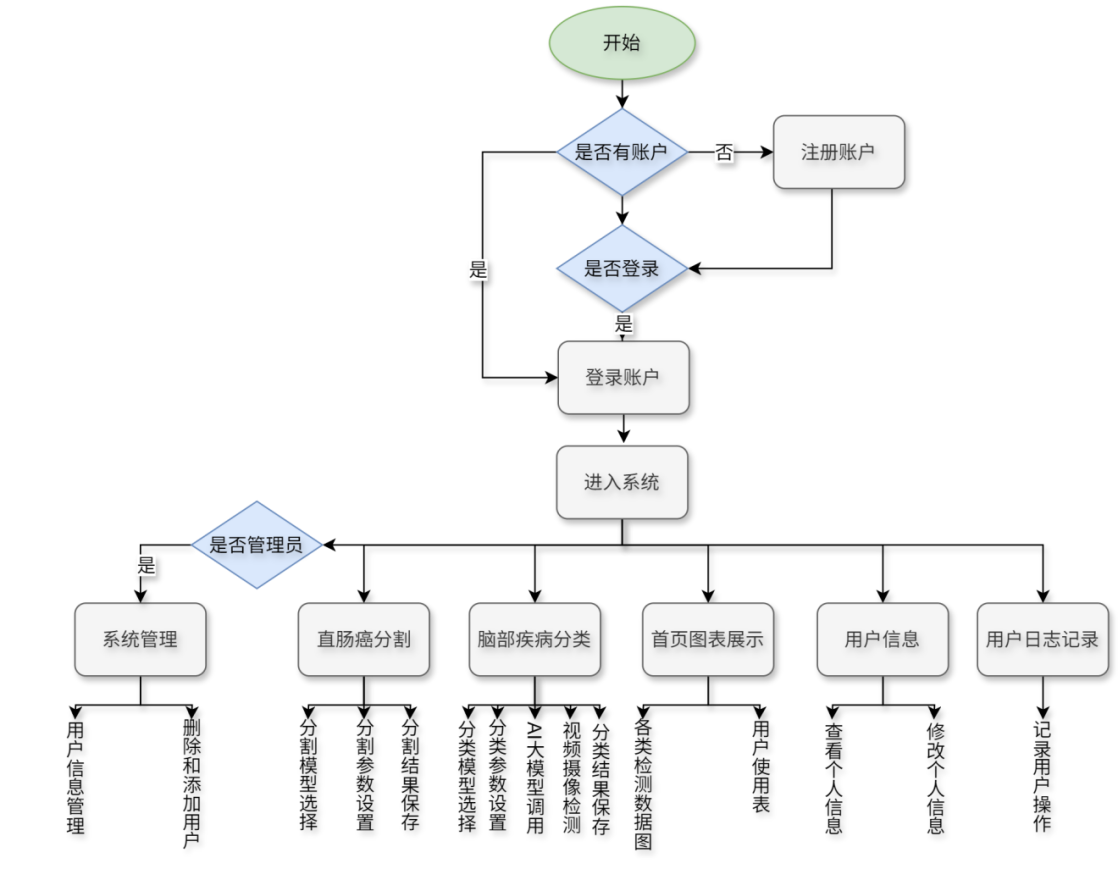 开始
是否有账户
否
注册账户
是否登录
是
是
登录账户
进入系统
是否管理员
是
系统管理
直肠癌分割
脑部疾病分类
首页图表展示
用户信息
用户日志记录
用户信息管理
删除和添加用户
分割模型选择
分割参数设置
分割结果保存
分类模型选择
分类参数设置
AI大模型调用
视频摄像检测
分类结果保存
各类检测数据图
用户使用表
查看个人信息
修改个人信息
记录用户操作